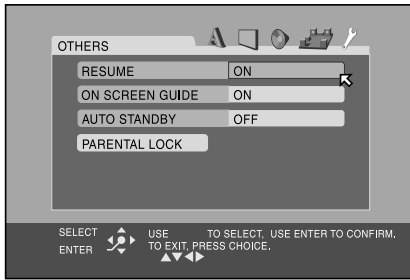 OTHERS
RESUME ON
ON SCREEN GUIDE ON
AUTO STANDBY OFF
PARENTAL LOCK
SELECT
ENTER
USE TO SELECT, USE ENTER TO CONFIRM.
TO EXIT, PRESS CHOICE.